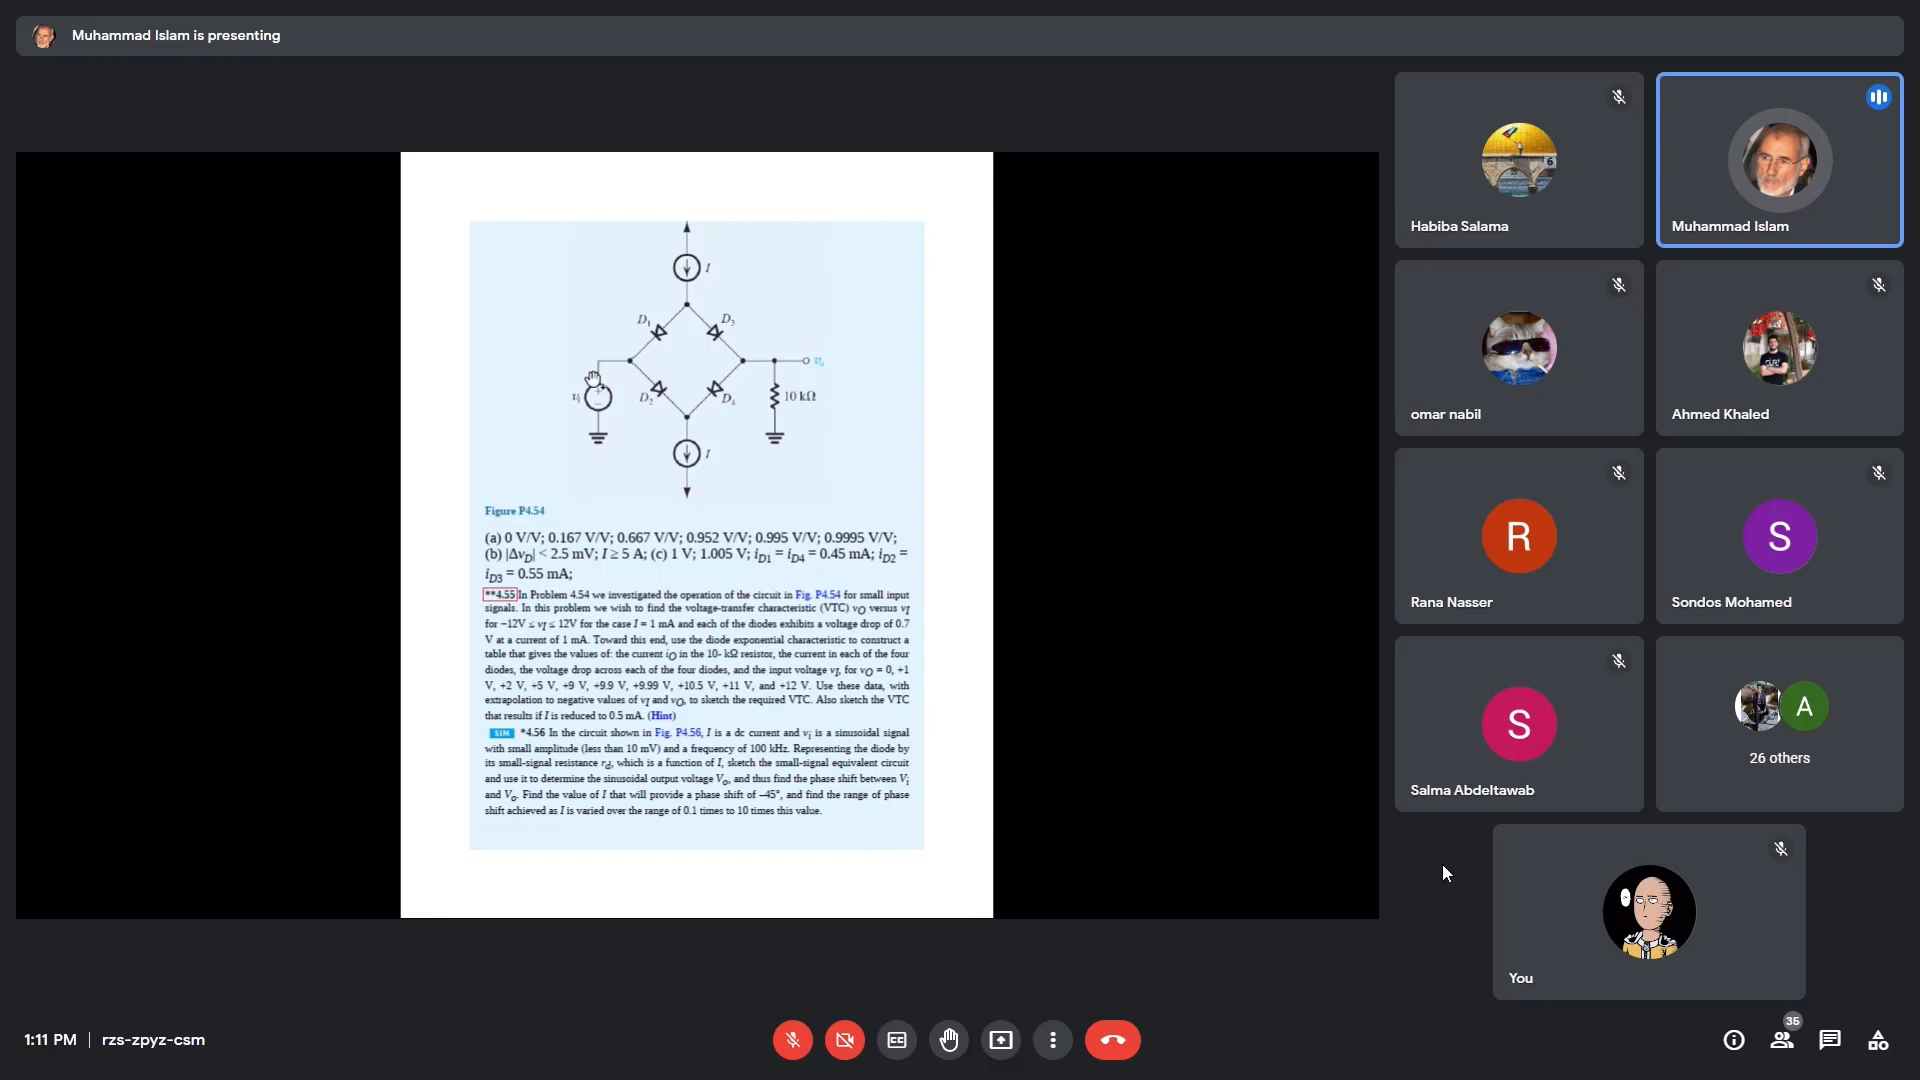 Muhammad Islam is presenting
I
D1
D3
vo
vi
+
−
D2
D4
10 kΩ
I
Figure P4.54
(a) 0 V/V; 0.167 V/V; 0.667 V/V; 0.952 V/V; 0.995 V/V; 0.9995 V/V;
(b) |ΔvD| < 2.5 mV; I ≥ 5 A; (c) 1 V; 1.005 V; iD1 = iD4 = 0.45 mA; iD2 =
iD3 = 0.55 mA;
**4.55 In Problem 4.54 we investigated the operation of the circuit in Fig. P4.54 for small input
signals. In this problem we wish to find the voltage-transfer characteristic (VTC) vO versus vI
for −12V ≤ vI ≤ 12V for the case I = 1 mA and each of the diodes exhibits a voltage drop of 0.7
V at a current of 1 mA. Toward this end, use the diode exponential characteristic to construct a
table that gives the values of: the current iO in the 10- kΩ resistor, the current in each of the four
diodes, the voltage drop across each of the four diodes, and the input voltage vI, for vO = 0, +1
V, +2 V, +5 V, +9 V, +9.9 V, +9.99 V, +10.5 V, +11 V, and +12 V. Use these data, with
extrapolation to negative values of vI and vO, to sketch the required VTC. Also sketch the VTC
that results if I is reduced to 0.5 mA. (Hint)
SIM *4.56 In the circuit shown in Fig. P4.56, I is a dc current and vi is a sinusoidal signal
with small amplitude (less than 10 mV) and a frequency of 100 kHz. Representing the diode by
its small-signal resistance rd, which is a function of I, sketch the small-signal equivalent circuit
and use it to determine the sinusoidal output voltage Vo, and thus find the phase shift between Vi
and Vo. Find the value of I that will provide a phase shift of −45°, and find the range of phase
shift achieved as I is varied over the range of 0.1 times to 10 times this value.
6
Habiba Salama
Muhammad Islam
omar nabil
Ahmed Khaled
R
Rana Nasser
S
Sondos Mohamed
S
Salma Abdeltawab
A
26 others
You
1:11 PM
rzs-zpyz-csm
35